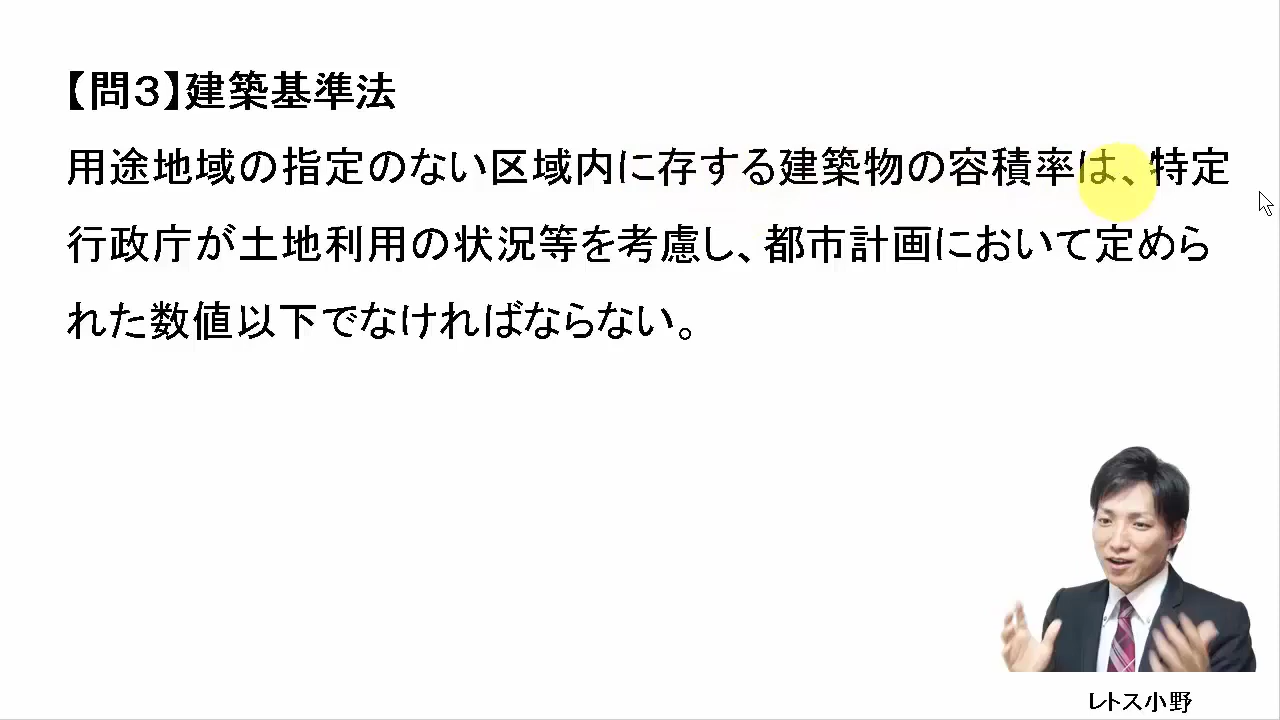 【問３】建築基準法
用途地域の指定のない区域内に存する建築物の容積率は、特定
行政庁が土地利用の状況等を考慮し、都市計画において定めら
れた数値以下でなければならない。
レトス小野